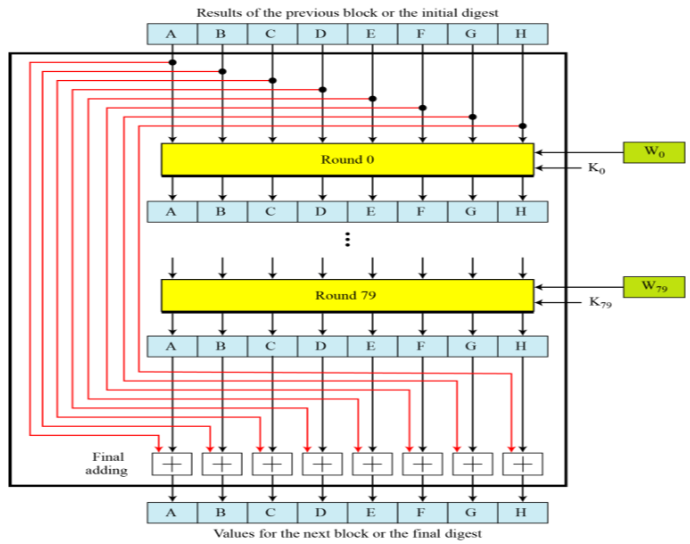 Results of the previous block or the initial digest
A B C D E F G H
Round 0
W0
K0
A B C D E F G H
Round 79
W79
K79
A B C D E F G H
Final
adding
+ + + + + + + +
A B C D E F G H
Values for the next block or the final digest